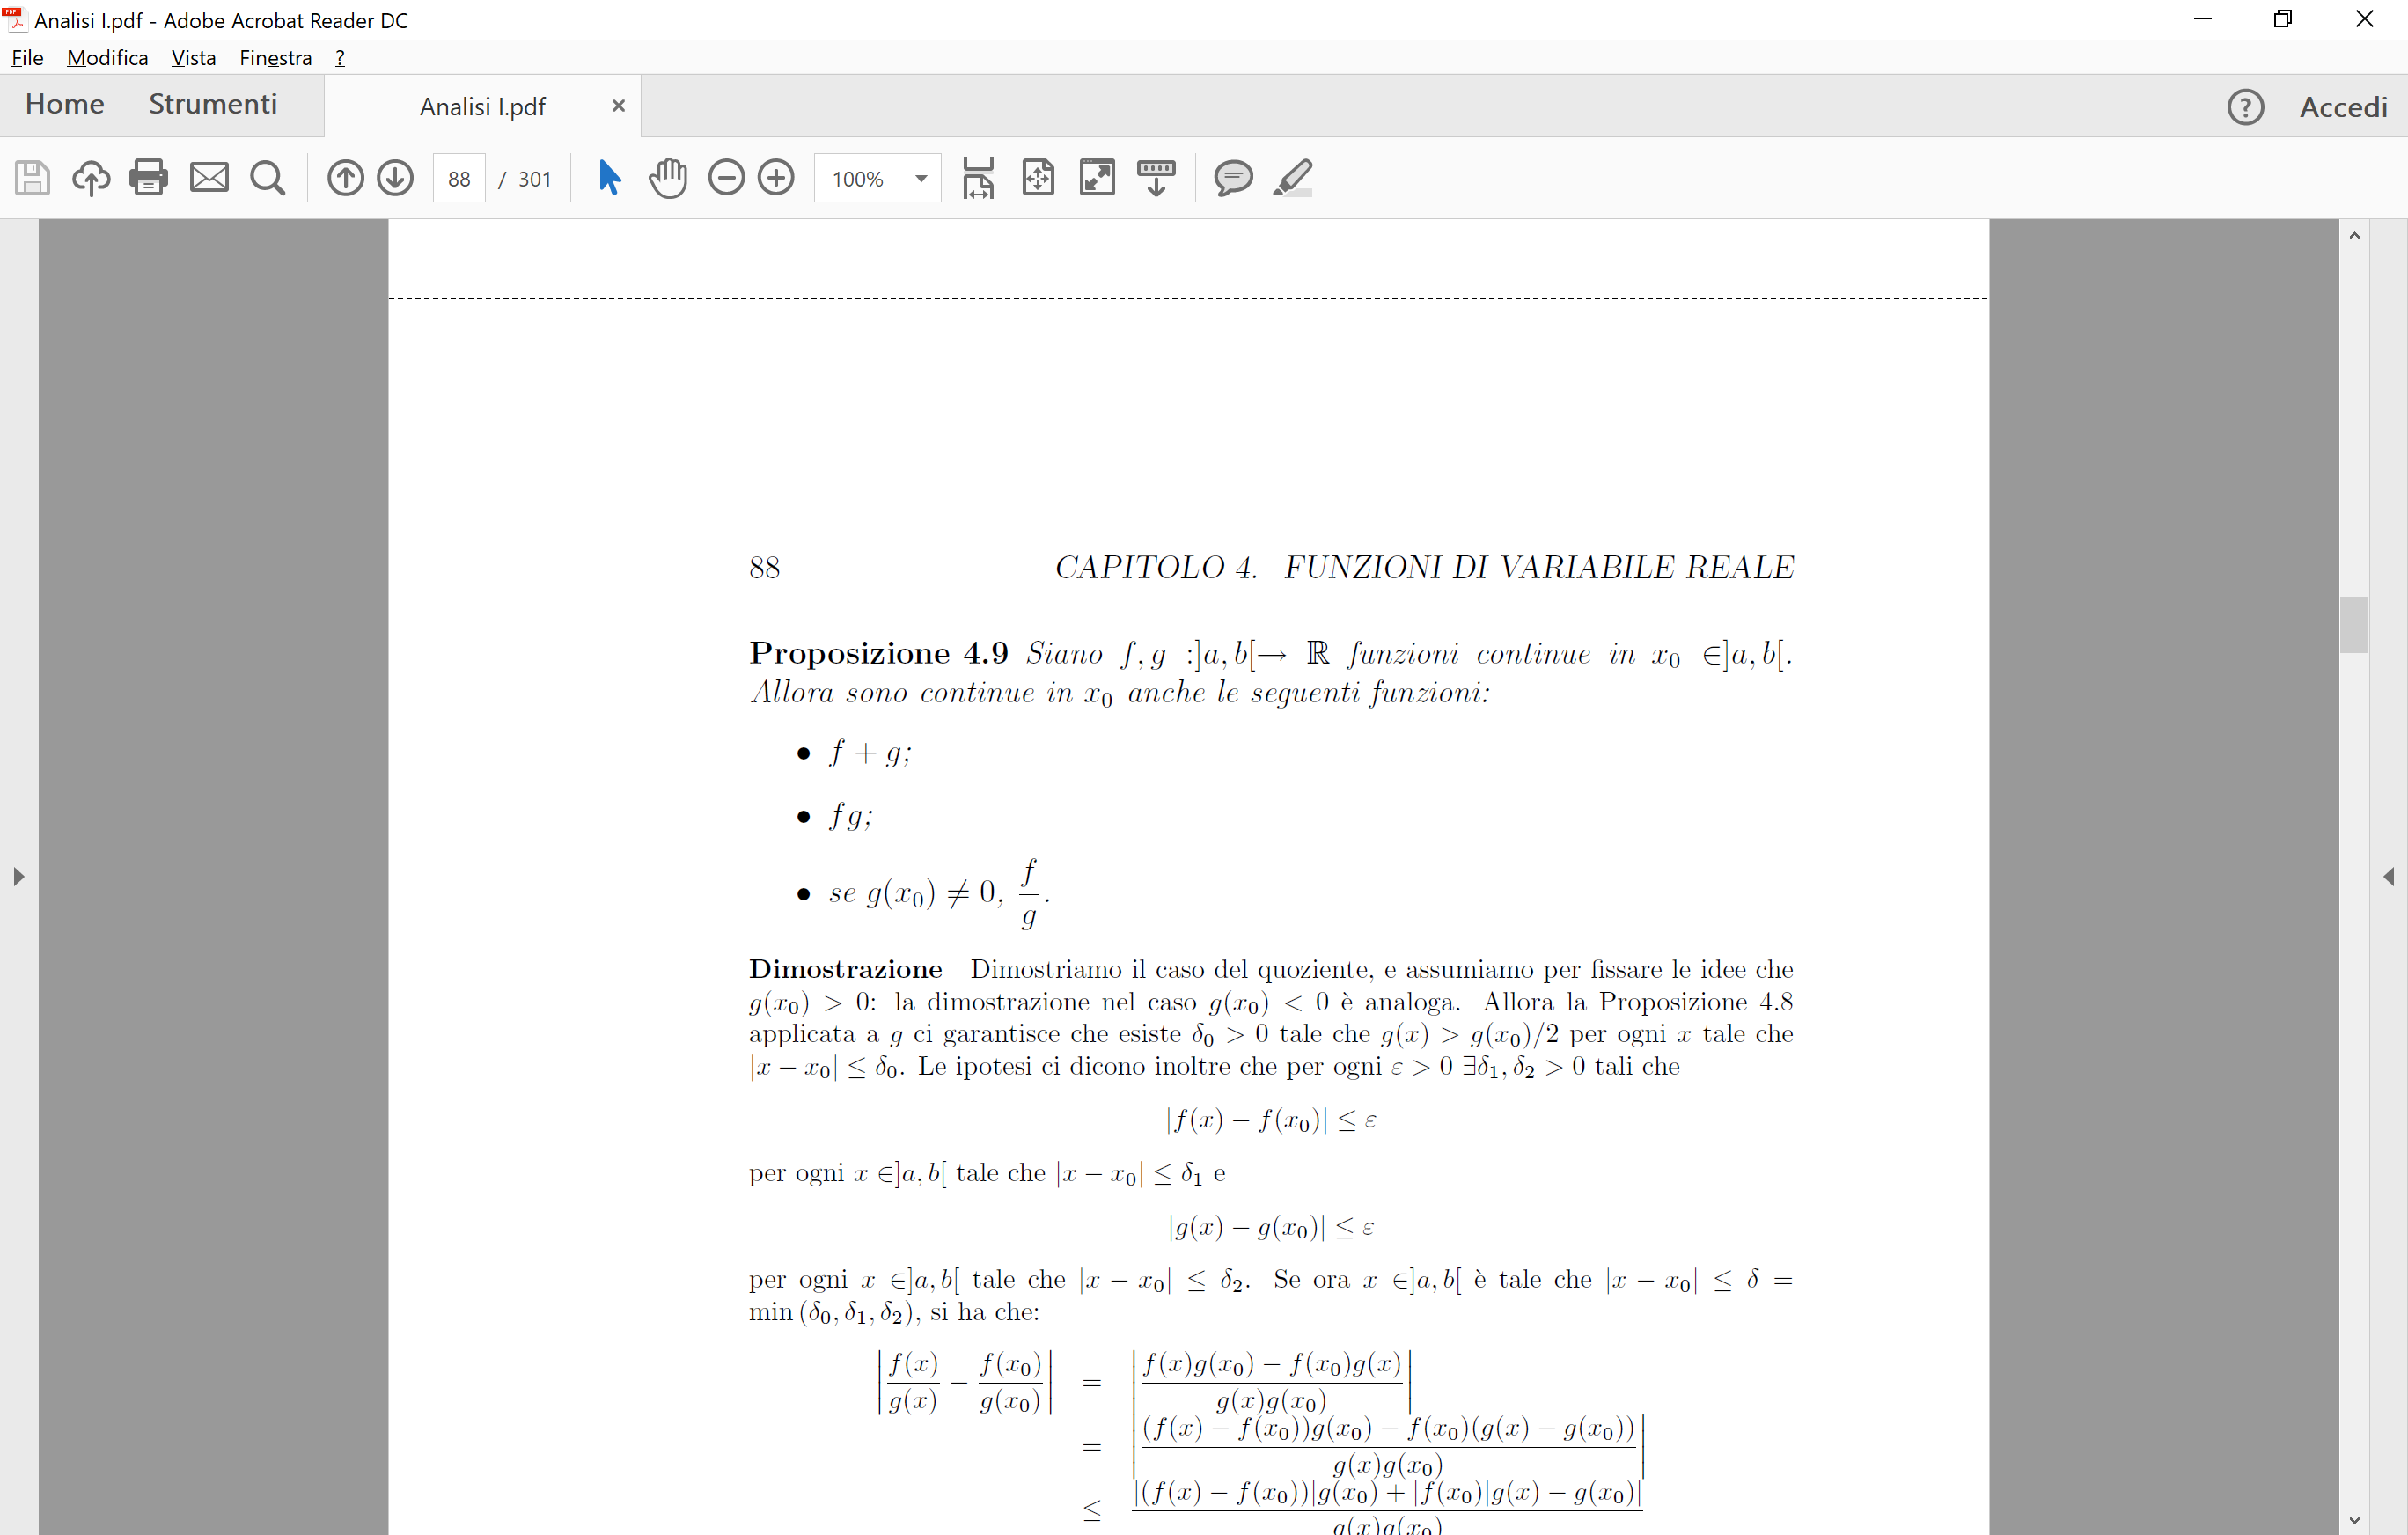 Analisi I.pdf - Adobe Acrobat Reader DC
File Modifica Vista Finestra ?
Home Strumenti Analisi I.pdf × ? Accedi
88 / 301 100%
88 CAPITOLO 4. FUNZIONI DI VARIABILE REALE
Proposizione 4.9 Siano f, g :]a, b[→ ℝ funzioni continue in x₀ ∈]a, b[.
Allora sono continue in x₀ anche le seguenti funzioni:
• f + g;
• fg;
• se g(x₀) ≠ 0, f/g.
Dimostrazione Dimostriamo il caso del quoziente, e assumiamo per fissare le idee che
g(x₀) > 0: la dimostrazione nel caso g(x₀) < 0 è analoga. Allora la Proposizione 4.8
applicata a g ci garantisce che esiste δ₀ > 0 tale che g(x) > g(x₀)/2 per ogni x tale che
|x − x₀| ≤ δ₀. Le ipotesi ci dicono inoltre che per ogni ε > 0 ∃δ₁, δ₂ > 0 tali che
|f(x) − f(x₀)| ≤ ε
per ogni x ∈]a, b[ tale che |x − x₀| ≤ δ₁ e
|g(x) − g(x₀)| ≤ ε
per ogni x ∈]a, b[ tale che |x − x₀| ≤ δ₂. Se ora x ∈]a, b[ è tale che |x − x₀| ≤ δ =
min (δ₀, δ₁, δ₂), si ha che:
|f(x)/g(x) − f(x₀)/g(x₀)| = |f(x)g(x₀) − f(x₀)g(x) / g(x)g(x₀)|
= |(f(x) − f(x₀))g(x₀) − f(x₀)(g(x) − g(x₀)) / g(x)g(x₀)|
≤ |(f(x) − f(x₀))|g(x₀) + |f(x₀)|g(x) − g(x₀)| / g(x)g(x₀)